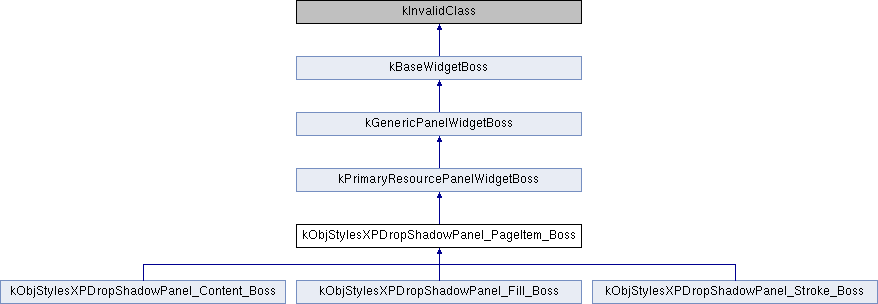 kInvalidClass
kBaseWidgetBoss
kGenericPanelWidgetBoss
kPrimaryResourcePanelWidgetBoss
kObjStylesXPDropShadowPanel_PageItem_Boss
kObjStylesXPDropShadowPanel_Content_Boss
kObjStylesXPDropShadowPanel_Fill_Boss
kObjStylesXPDropShadowPanel_Stroke_Boss